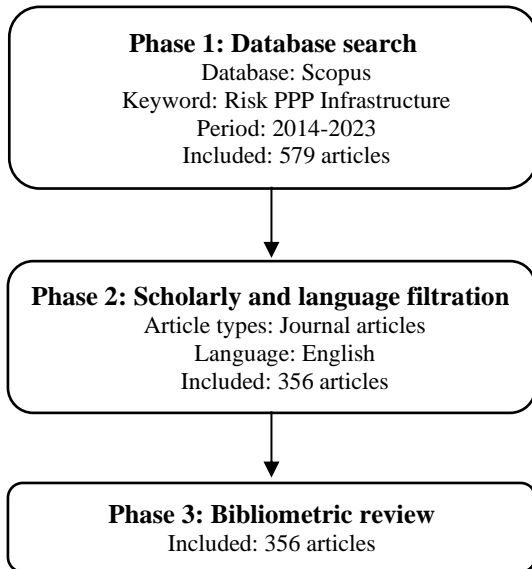 Phase 1: Database search
Database: Scopus
Keyword: Risk PPP Infrastructure
Period: 2014-2023
Included: 579 articles
Phase 2: Scholarly and language filtration
Article types: Journal articles
Language: English
Included: 356 articles
Phase 3: Bibliometric review
Included: 356 articles